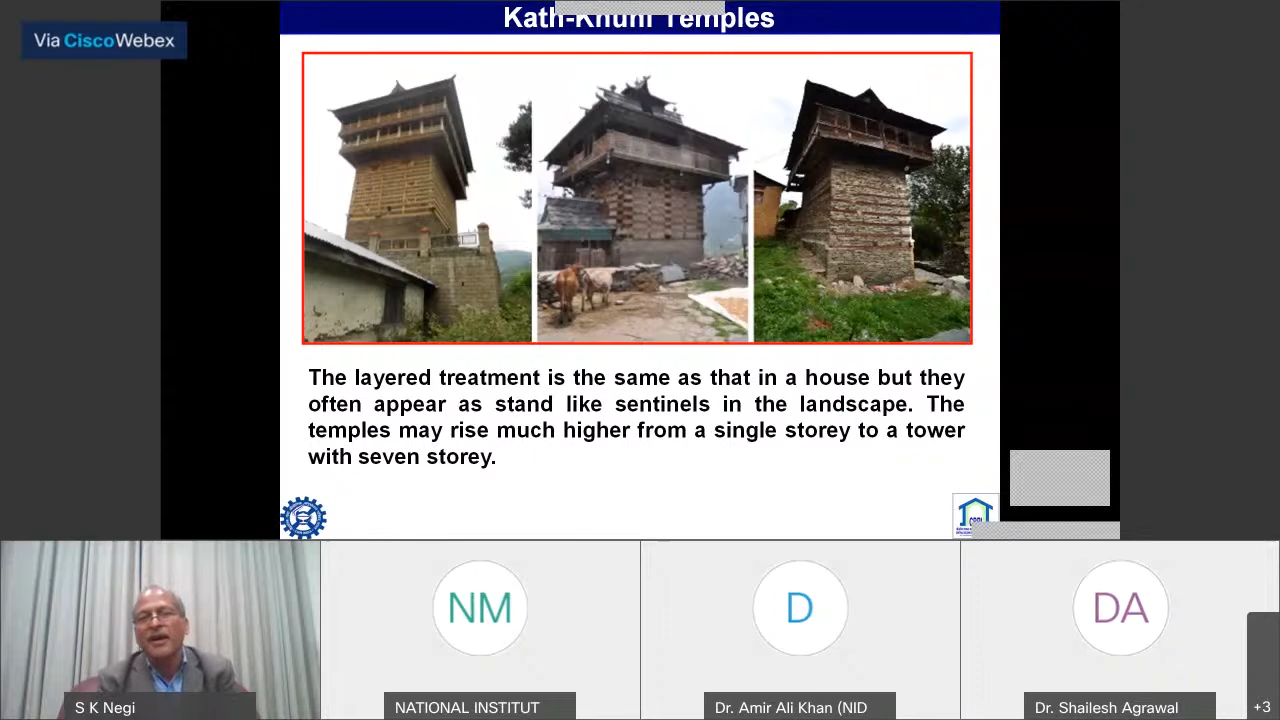 Kath-Khuni Temples
Via Cisco Webex
The layered treatment is the same as that in a house but they
often appear as stand like sentinels in the landscape. The
temples may rise much higher from a single storey to a tower
with seven storey.
NM
D
DA
S K Negi
NATIONAL INSTITUT
Dr. Amir Ali Khan (NID
Dr. Shailesh Agrawal
+3